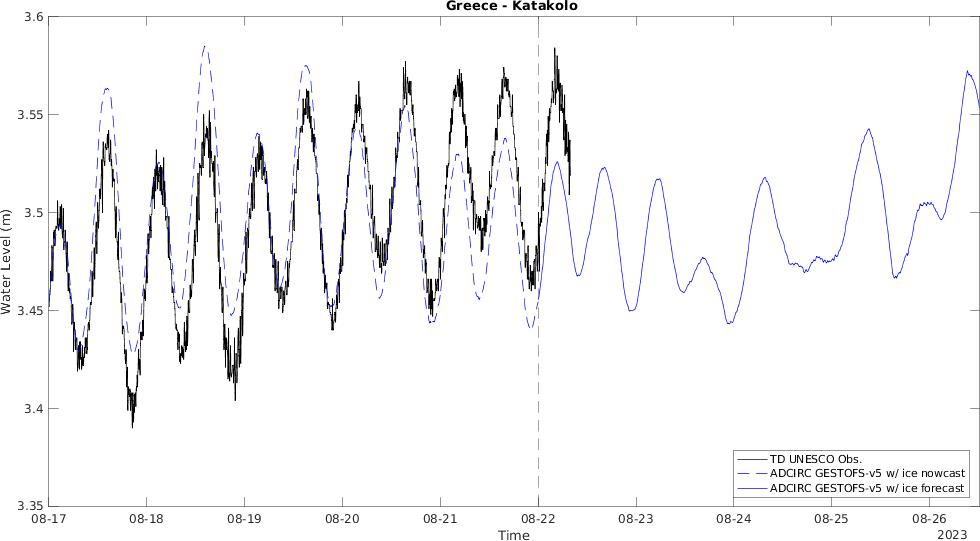 Greece - Katakolo
3.6
3.55
3.5
3.45
3.4
3.35
Water Level (m)
TD UNESCO Obs.
ADCIRC GESTOFS-v5 w/ ice nowcast
ADCIRC GESTOFS-v5 w/ ice forecast
08-17 08-18 08-19 08-20 08-21 08-22 08-23 08-24 08-25 08-26
Time
2023